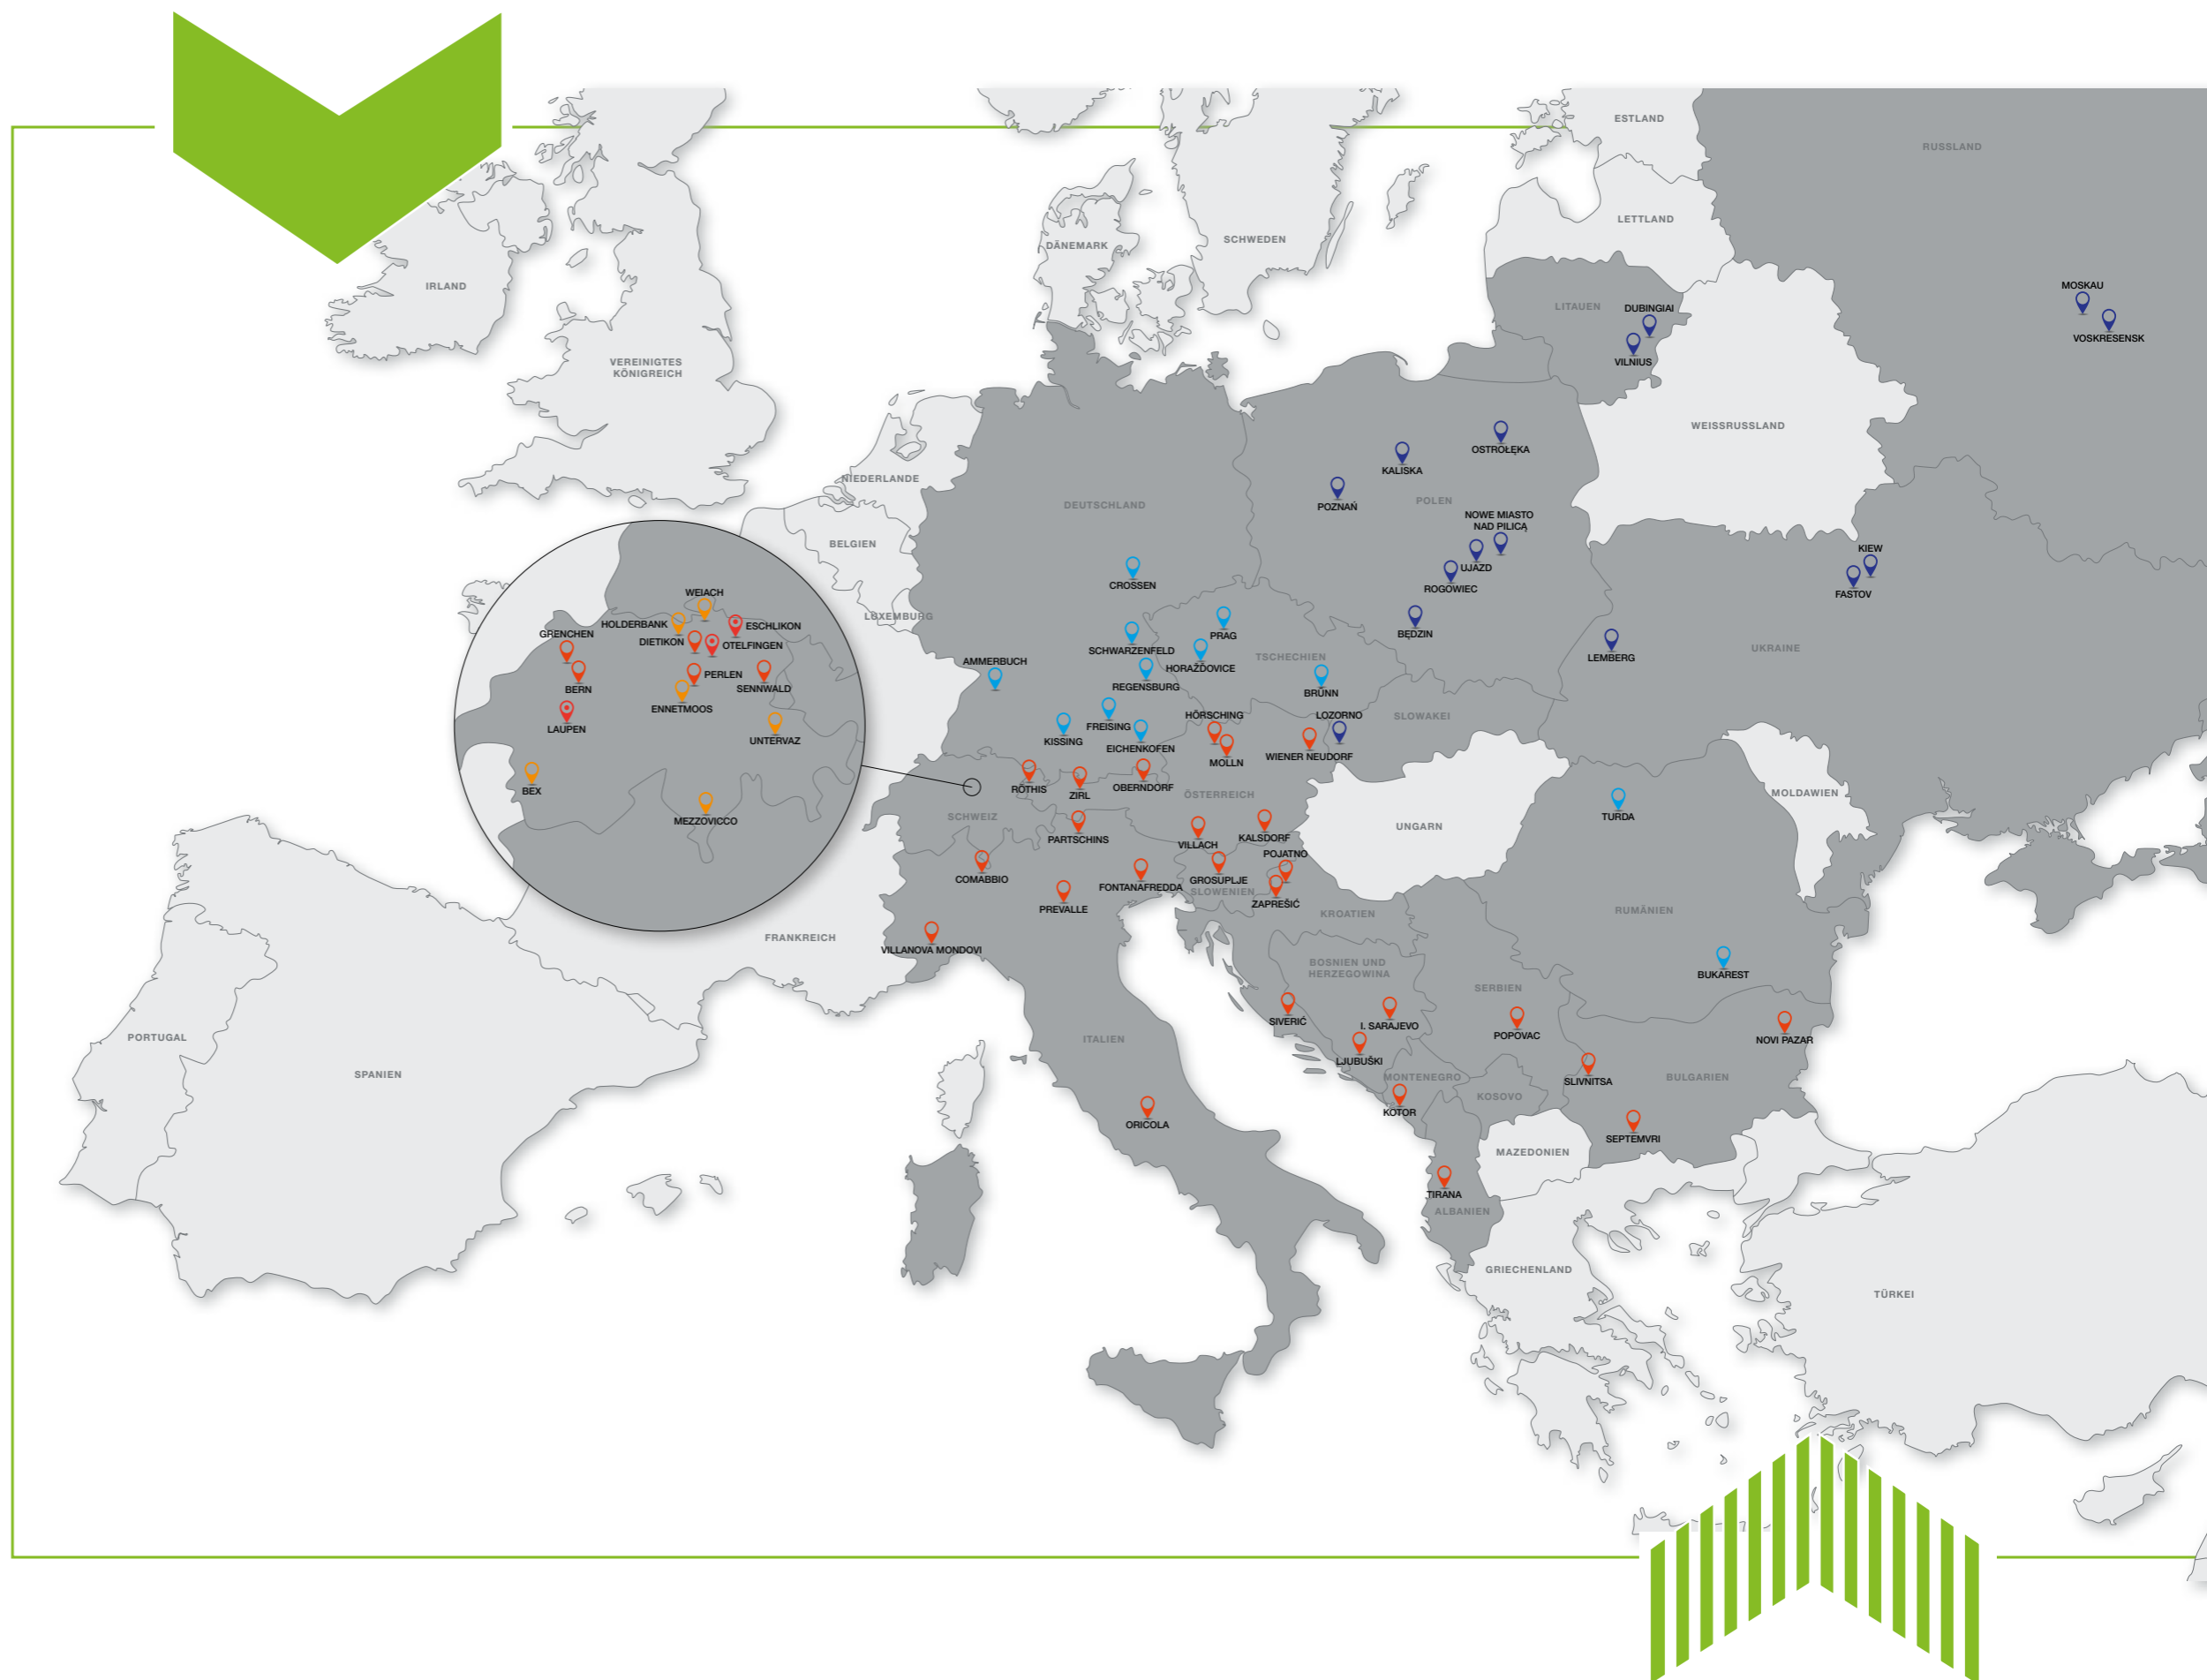 ESTLAND
RUSSLAND
LETTLAND
SCHWEDEN
DÄNEMARK
IRLAND
MOSKAU
VOSKRESENSK
LITAUEN
DUBINGIAI
VILNIUS
VEREINIGTES
KÖNIGREICH
WEISSRUSSLAND
OSTROŁĘKA
KALISKA
NIEDERLANDE
POLEN
POZNAŃ
DEUTSCHLAND
NOWE MIASTO
NAD PILICĄ
BELGIEN
KIEW
UJAZD
CROSSEN
ROGOWIEC
FASTOV
WEIACH
LUXEMBURG
HOLDERBANK
ESCHLIKON
GRENCHEN
DIETIKON
OTELFINGEN
PRAG
BĘDZIN
SCHWARZENFELD
UKRAINE
LEMBERG
AMMERBUCH
HORAŽĎOVICE
TSCHECHIEN
PERLEN
BERN
SENNWALD
REGENSBURG
BRÜNN
ENNETMOOS
LAUPEN
UNTERVAZ
HÖRSCHING
LOZORNO
SLOWAKEI
FREISING
KISSING
EICHENKOFEN
WIENER NEUDORF
MOLLN
BEX
RÖTHIS
ZIRL
OBERNDORF
ÖSTERREICH
MOLDAWIEN
MEZZOVICCO
SCHWEIZ
TURDA
UNGARN
PARTSCHINS
VILLACH
KALSDORF
POJATNO
COMABBIO
FONTANAFREDDA
GROSUPLJE
SLOWENIEN
PREVALLE
ZAPREŠIĆ
KROATIEN
RUMÄNIEN
FRANKREICH
VILLANOVA MONDOVI
BOSNIEN UND
HERZEGOWINA
BUKAREST
SERBIEN
SIVERIĆ
I. SARAJEVO
POPOVAC
PORTUGAL
ITALIEN
NOVI PAZAR
LJUBUŠKI
SPANIEN
MONTENEGRO
SLIVNITSA
BULGARIEN
KOSOVO
KOTOR
ORICOLA
SEPTEMVRI
MAZEDONIEN
TIRANA
ALBANIEN
GRIECHENLAND
TÜRKEI